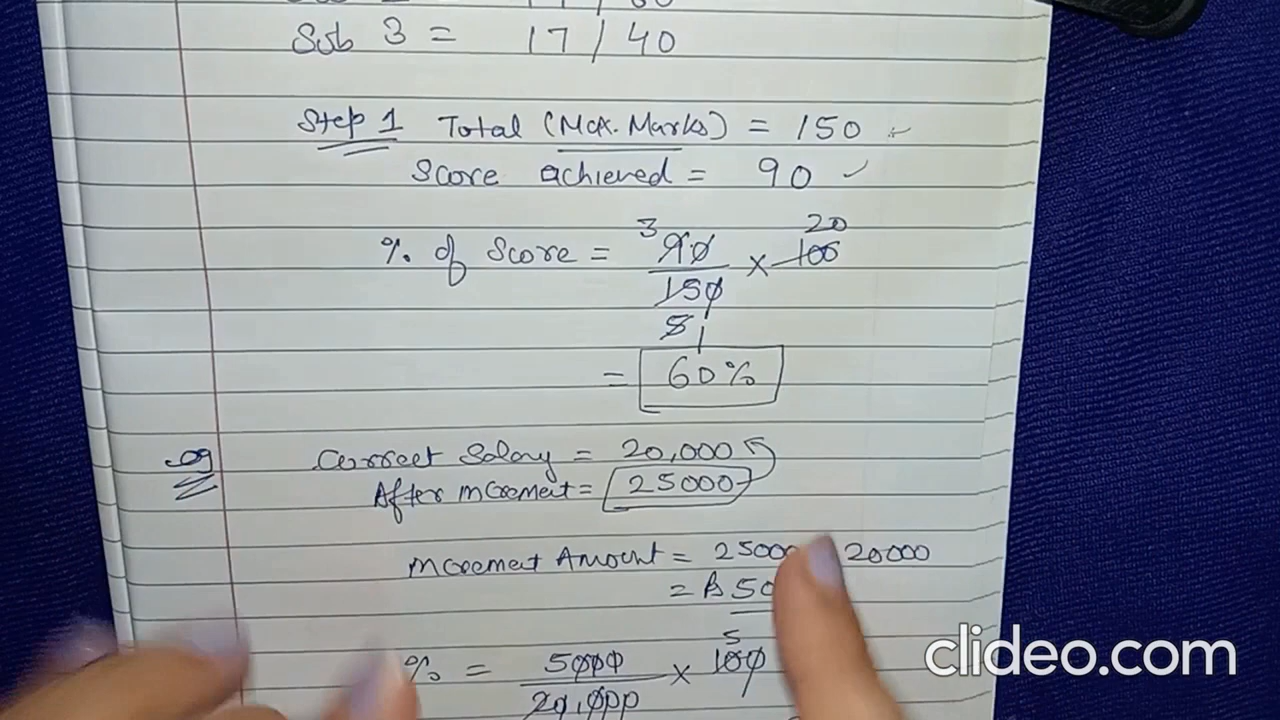 Sub 3 = 17/40
Step 1 Total (Max. Marks) = 150
Score achieved = 90 ✓
3 20
% of Score = 90 × 100
150
5 1
= 60%
eg Currect Salary = 20,000
After increment = 25000
Increment Amount = 25000 20000
= ₨ 50
5
% = 5000 × 100
20,000
clideo.com